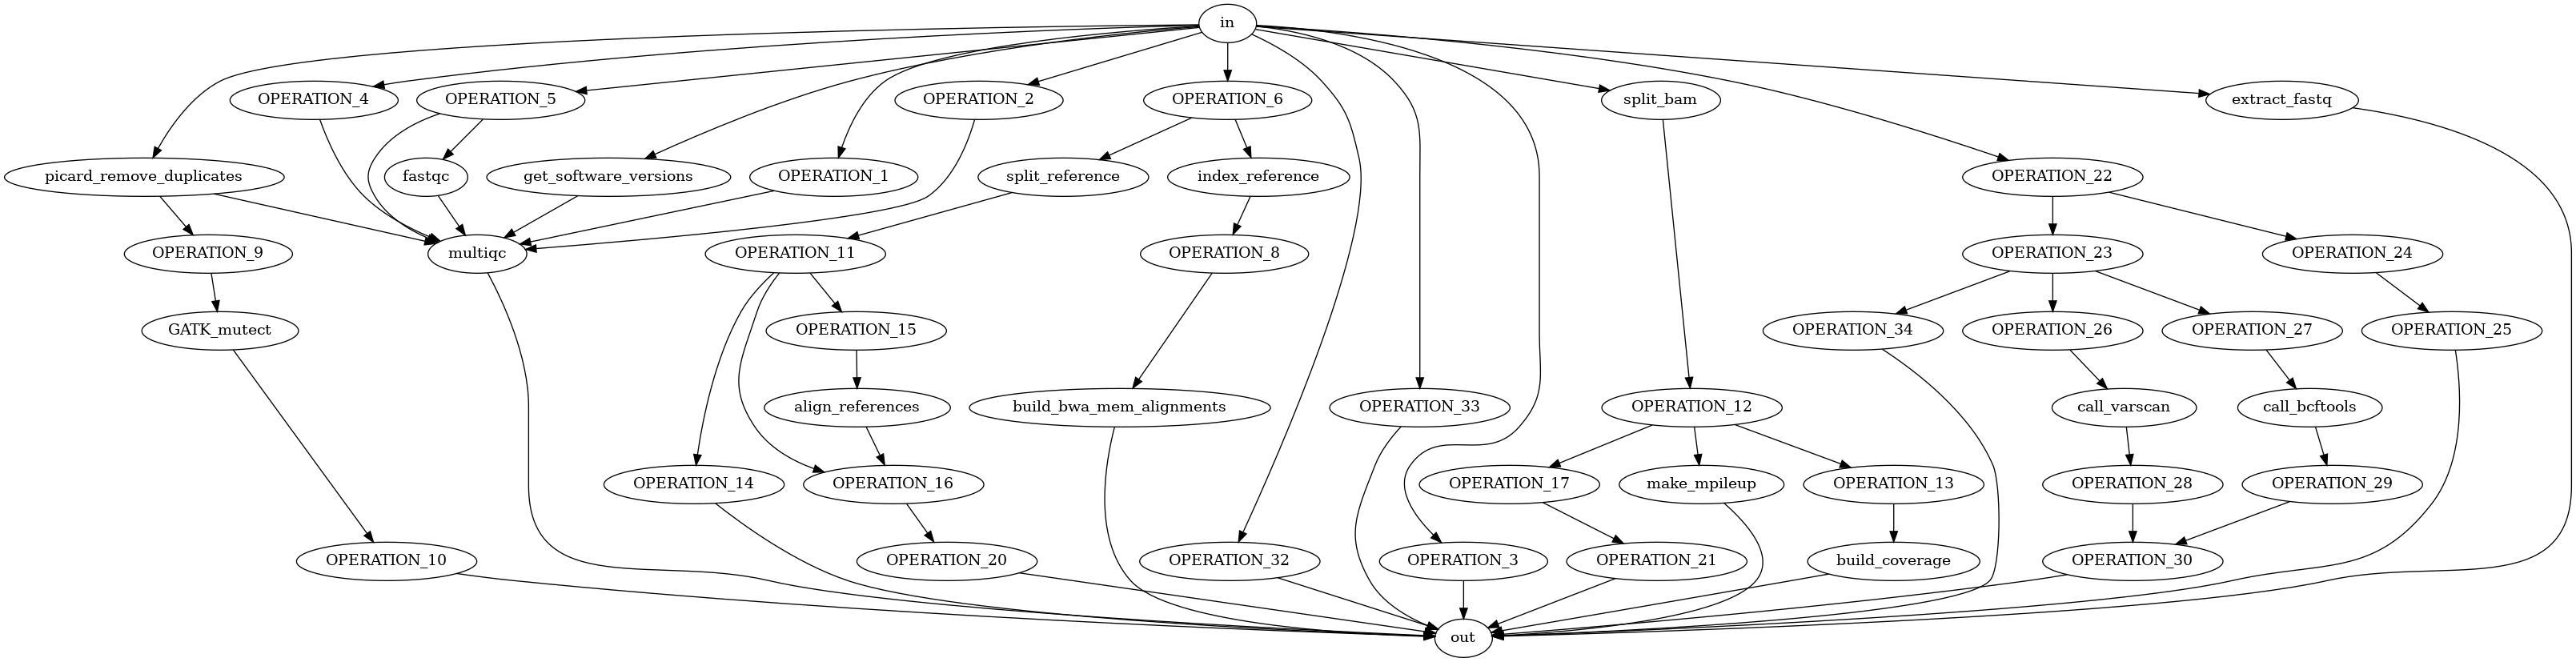 in
OPERATION_4
OPERATION_5
OPERATION_2
OPERATION_6
split_bam
extract_fastq
picard_remove_duplicates
fastqc
get_software_versions
OPERATION_1
split_reference
index_reference
OPERATION_22
OPERATION_9
multiqc
OPERATION_11
OPERATION_8
OPERATION_23
OPERATION_24
GATK_mutect
OPERATION_15
OPERATION_34
OPERATION_26
OPERATION_27
OPERATION_25
align_references
build_bwa_mem_alignments
OPERATION_33
OPERATION_12
call_varscan
call_bcftools
OPERATION_14
OPERATION_16
OPERATION_17
make_mpileup
OPERATION_13
OPERATION_28
OPERATION_29
OPERATION_10
OPERATION_20
OPERATION_32
OPERATION_3
OPERATION_21
build_coverage
OPERATION_30
out